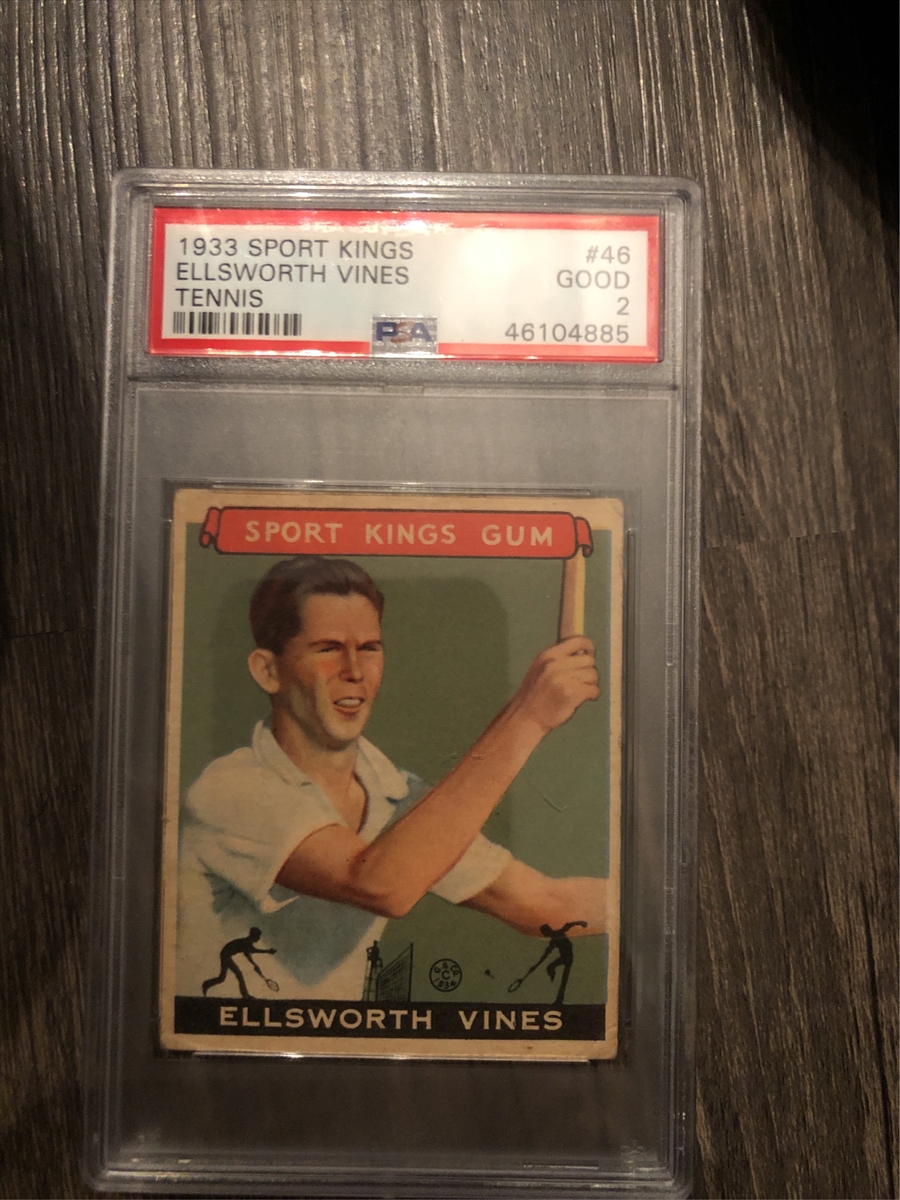 1933 SPORT KINGS #46
ELLSWORTH VINES GOOD
TENNIS 2
PSA 46104885
SPORT KINGS GUM
ELLSWORTH VINES